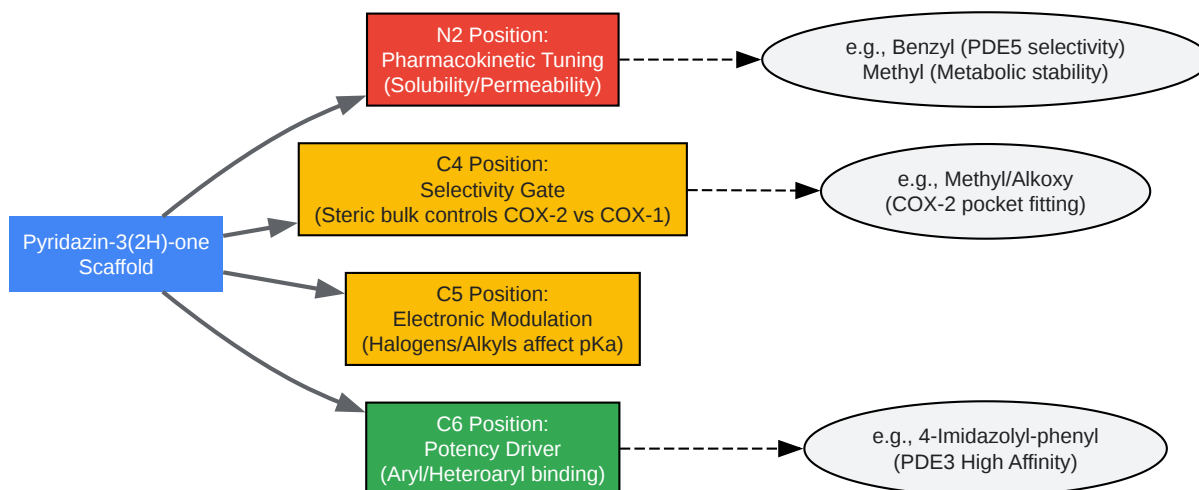 N2 Position:
Pharmacokinetic Tuning
(Solubility/Permeability)
e.g., Benzyl (PDE5 selectivity)
Methyl (Metabolic stability)
C4 Position:
Selectivity Gate
(Steric bulk controls COX-2 vs COX-1)
e.g., Methyl/Alkoxy
(COX-2 pocket fitting)
Pyridazin-3(2H)-one
Scaffold
C5 Position:
Electronic Modulation
(Halogens/Alkyls affect pKa)
C6 Position:
Potency Driver
(Aryl/Heteroaryl binding)
e.g., 4-Imidazolyl-phenyl
(PDE3 High Affinity)